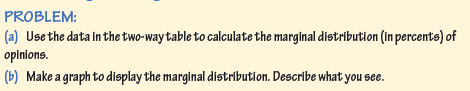 PROBLEM:
(a) Use the data in the two-way table to calculate the marginal distribution (in percents) of
opinions.
(b) Make a graph to display the marginal distribution. Describe what you see.